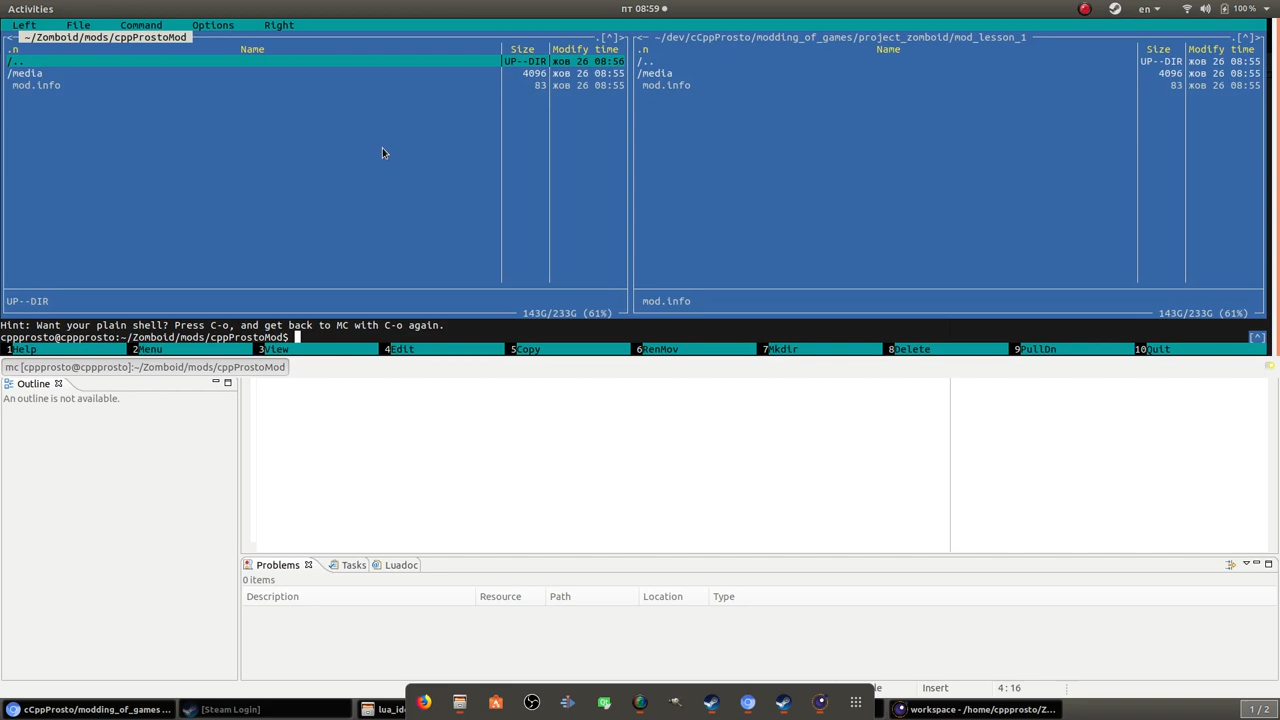 Activities
пт 08:59
en
100 %
Left File Command Options Right
~/Zomboid/mods/cppProstoMod .[^]
.n Name Size Modify time
/.. UP--DIR жов 26 08:56
/media 4096 жов 26 08:55
mod.info 83 жов 26 08:55
UP--DIR
143G/233G (61%)
~/dev/cCppProsto/modding_of_games/project_zomboid/mod_lesson_1 .[^]
.n Name Size Modify time
/.. UP--DIR жов 26 08:55
/media 4096 жов 26 08:55
mod.info 83 жов 26 08:55
mod.info
143G/233G (61%)
Hint: Want your plain shell? Press C-o, and get back to MC with C-o again.
cppprosto@cppprosto:~/Zomboid/mods/cppProstoMod$ [^]
1Help 2Menu 3View 4Edit 5Copy 6RenMov 7Mkdir 8Delete 9PullDn 10Quit
mc [cppprosto@cppprosto]:~/Zomboid/mods/cppProstoMod
Outline
An outline is not available.
Problems Tasks Luadoc
0 items
Description Resource Path Location Type
Insert 4:16
cCppProsto/modding_of_games ...
[Steam Login]
workspace - /home/cppprosto/Z...
1 / 2